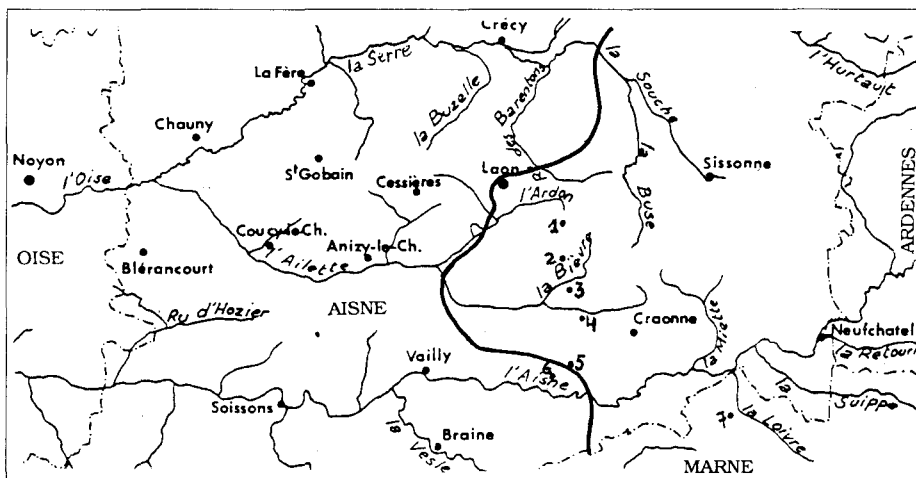 Crécy
la Serre
La Fère
la Souche
l'Hurtault
la Buzelle
des Barentons
Chauny
Noyon
l'Oise
St Gobain
Cessières
Laon
Sissonne
l'Ardon
la Buse
ARDENNES
1
Coucy-le-Ch.
Anizy-le-Ch.
l'Ailette
OISE
Blérancourt
2
la Bièvre
3
Ru d'Hozier
AISNE
4
Craonne
la Miette
Neufchatel
la Retour
Vailly
5
6
l'Aisne
la Suipp
Soissons
la Vesle
Braine
7
la Loivre
MARNE